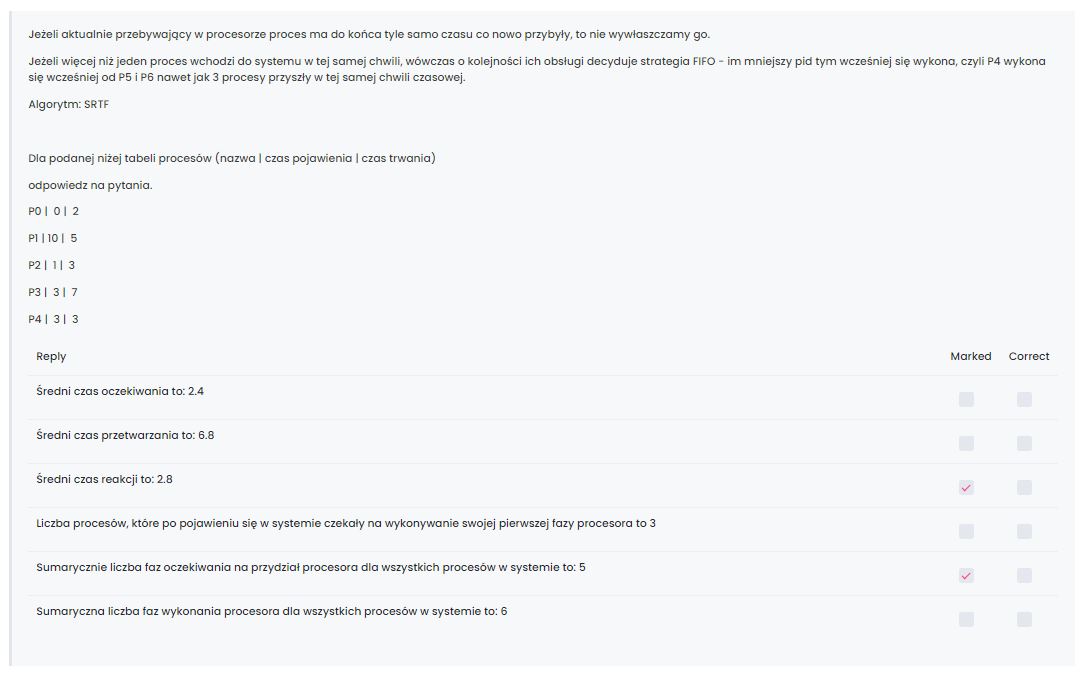 Jeżeli aktualnie przebywający w procesorze proces ma do końca tyle samo czasu co nowo przybyły, to nie wywłaszczamy go.
Jeżeli więcej niż jeden proces wchodzi do systemu w tej samej chwili, wówczas o kolejności ich obsługi decyduje strategia FIFO - im mniejszy pid tym wcześniej się wykona, czyli P4 wykona
się wcześniej od P5 i P6 nawet jak 3 procesy przyszły w tej samej chwili czasowej.
Algorytm: SRTF
Dla podanej niżej tabeli procesów (nazwa | czas pojawienia | czas trwania)
odpowiedz na pytania.
P0 | 0 | 2
P1 | 10 | 5
P2 | 1 | 3
P3 | 3 | 7
P4 | 3 | 3
Reply Marked Correct
Średni czas oczekiwania to: 2.4
Średni czas przetwarzania to: 6.8
Średni czas reakcji to: 2.8
Liczba procesów, które po pojawieniu się w systemie czekały na wykonywanie swojej pierwszej fazy procesora to 3
Sumarycznie liczba faz oczekiwania na przydział procesora dla wszystkich procesów w systemie to: 5
Sumaryczna liczba faz wykonania procesora dla wszystkich procesów w systemie to: 6